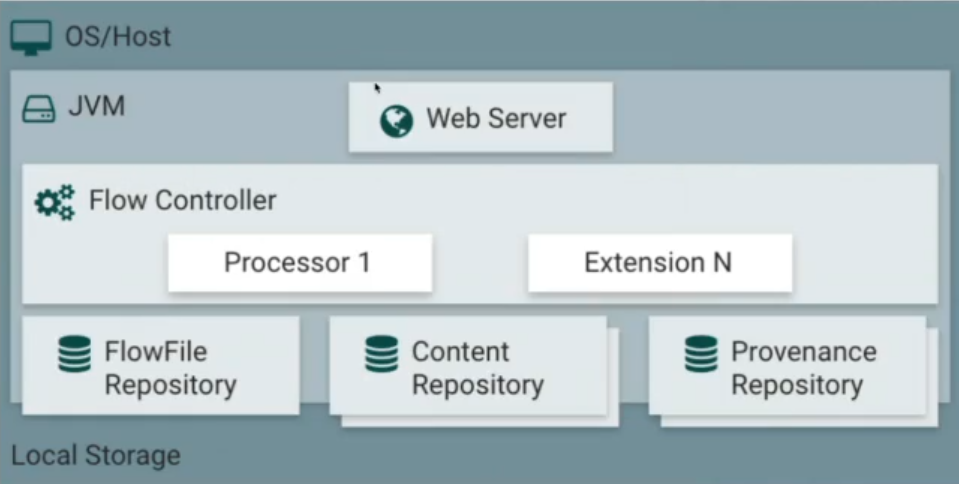 OS/Host
JVM
Web Server
Flow Controller
Processor 1
Extension N
FlowFile
Repository
Content
Repository
Provenance
Repository
Local Storage